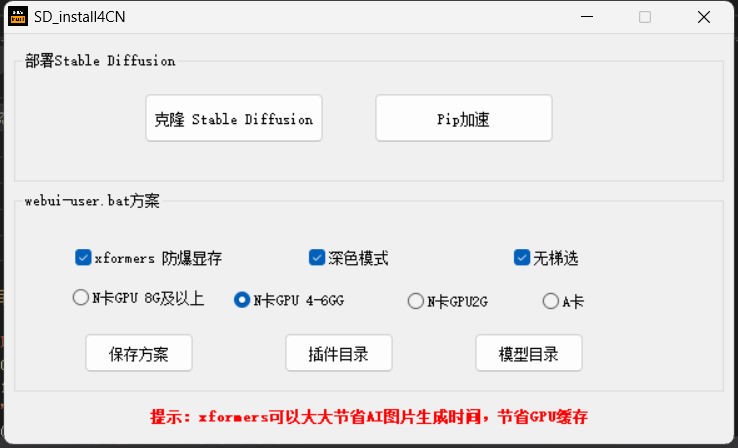 SD_install4CN
部署Stable Diffusion
克隆 Stable Diffusion
Pip加速
webui-user.bat方案
xformers 防爆显存
深色模式
无梯选
N卡GPU 8G及以上
N卡GPU 4-6GG
N卡GPU2G
A卡
保存方案
插件目录
模型目录
提示：xformers可以大大节省AI图片生成时间，节省GPU缓存